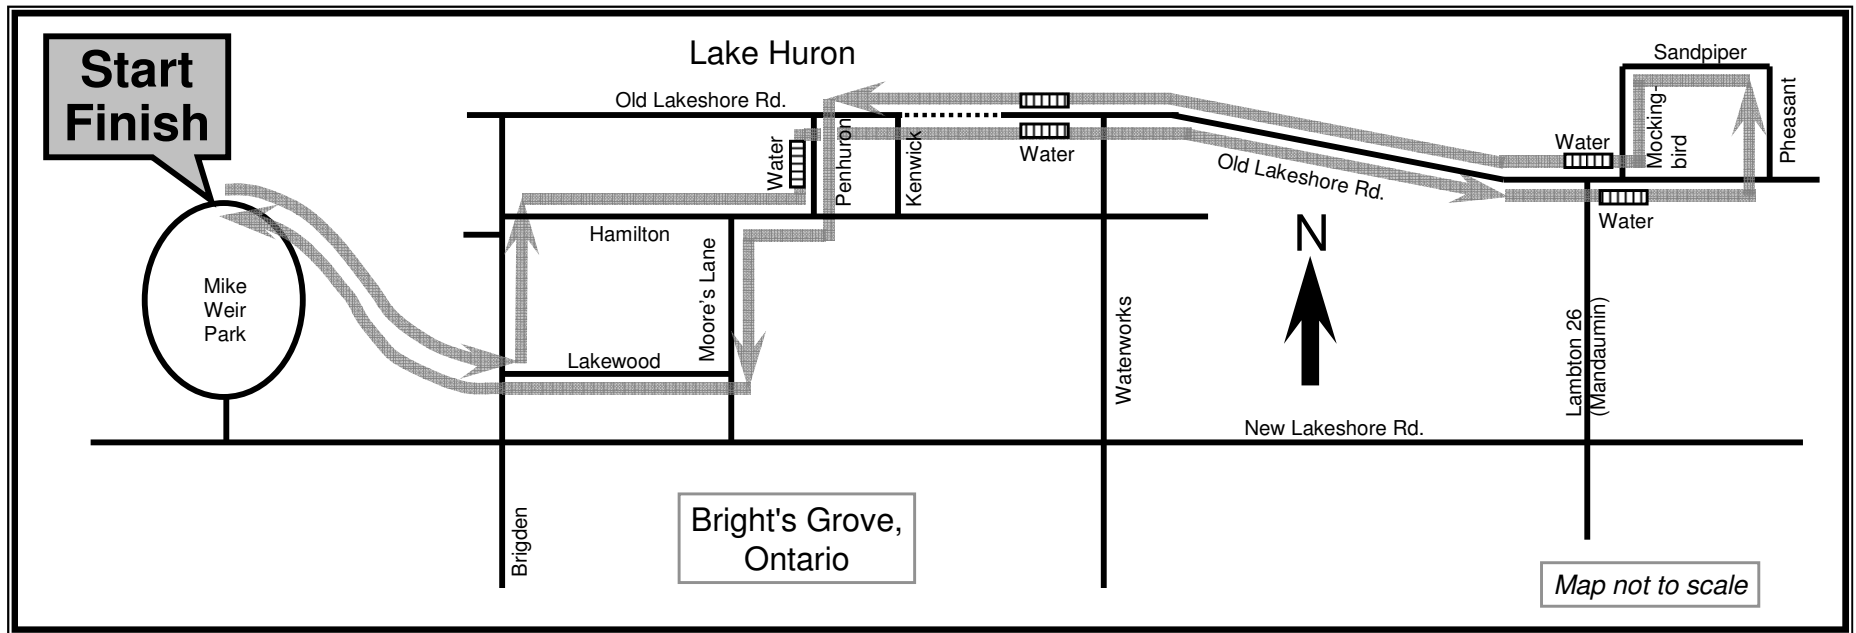 Start
Finish
Lake Huron
Old Lakeshore Rd.
Sandpiper
Mocking-
bird
Pheasant
Water
Penhuron
Kenwick
Water
Water
Old Lakeshore Rd.
Water
Hamilton
N
Moore's Lane
Mike
Weir
Park
Lakewood
Waterworks
Lambton 26
(Mandaumin)
New Lakeshore Rd.
Brigden
Bright's Grove,
Ontario
Map not to scale